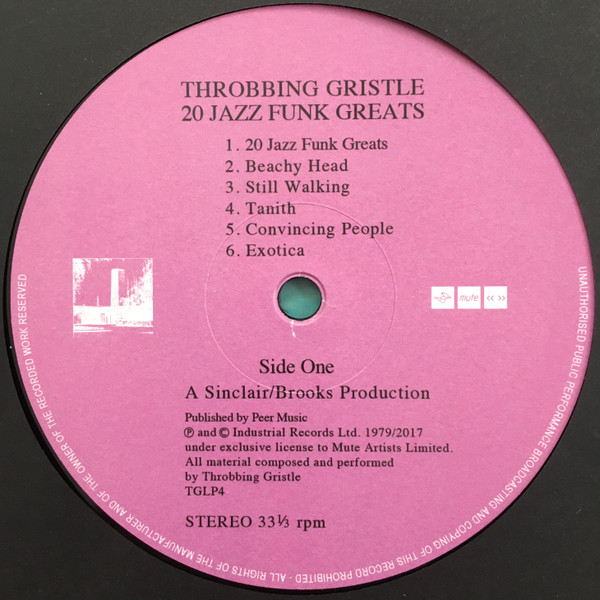 THROBBING GRISTLE
20 JAZZ FUNK GREATS
1. 20 Jazz Funk Greats
2. Beachy Head
3. Still Walking
4. Tanith
5. Convincing People
6. Exotica
mute
<< >>
Side One
A Sinclair/Brooks Production
Published by Peer Music
℗ and © Industrial Records Ltd. 1979/2017
under exclusive license to Mute Artists Limited.
All material composed and performed
by Throbbing Gristle
TGLP4
STEREO 33⅓ rpm
UNAUTHORISED PUBLIC PERFORMANCE BROADCASTING AND COPYING OF THIS RECORD PROHIBITED - ALL RIGHTS OF THE MANUFACTURER AND OF THE OWNER OF THE RECORDED WORK RESERVED